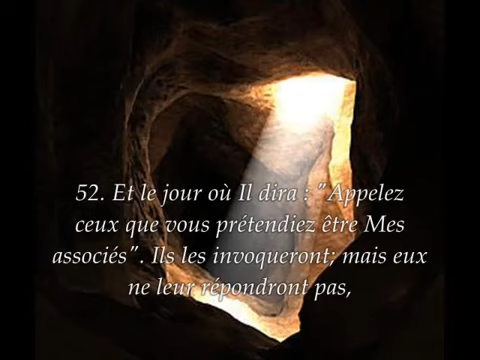 52. Et le jour où Il dira : "Appelez
ceux que vous prétendiez être Mes
associés". Ils les invoqueront; mais eux
ne leur répondront pas,